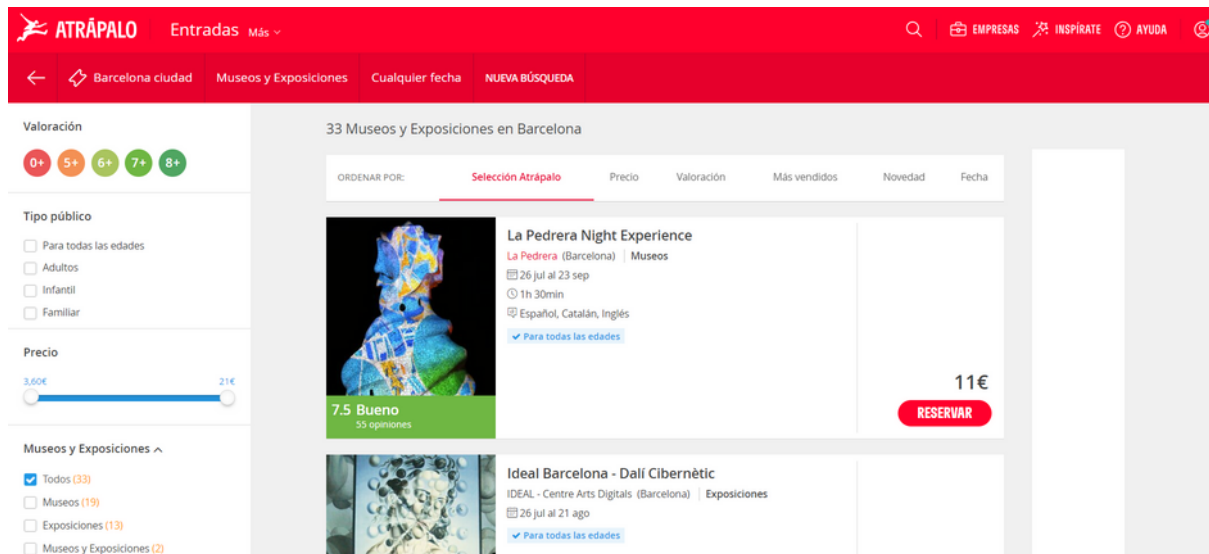 ATRÁPALO Entradas Más EMPRESAS INSPÍRATE AYUDA
Barcelona ciudad Museos y Exposiciones Cualquier fecha NUEVA BÚSQUEDA
Valoración
0+ 5+ 6+ 7+ 8+
Tipo público
Para todas las edades
Adultos
Infantil
Familiar
Precio
3,60€ 21€
Museos y Exposiciones
Todos (33)
Museos (19)
Exposiciones (13)
Museos y Exposiciones (2)
33 Museos y Exposiciones en Barcelona
ORDENAR POR: Selección Atrápalo Precio Valoración Más vendidos Novedad Fecha
La Pedrera Night Experience
La Pedrera (Barcelona) Museos
26 jul al 23 sep
1h 30min
Español, Catalán, Inglés
Para todas las edades
7.5 Bueno
55 opiniones
11€
RESERVAR
Ideal Barcelona - Dalí Cibernètic
IDEAL - Centre Arts Digitals (Barcelona) Exposiciones
26 jul al 21 ago
Para todas las edades